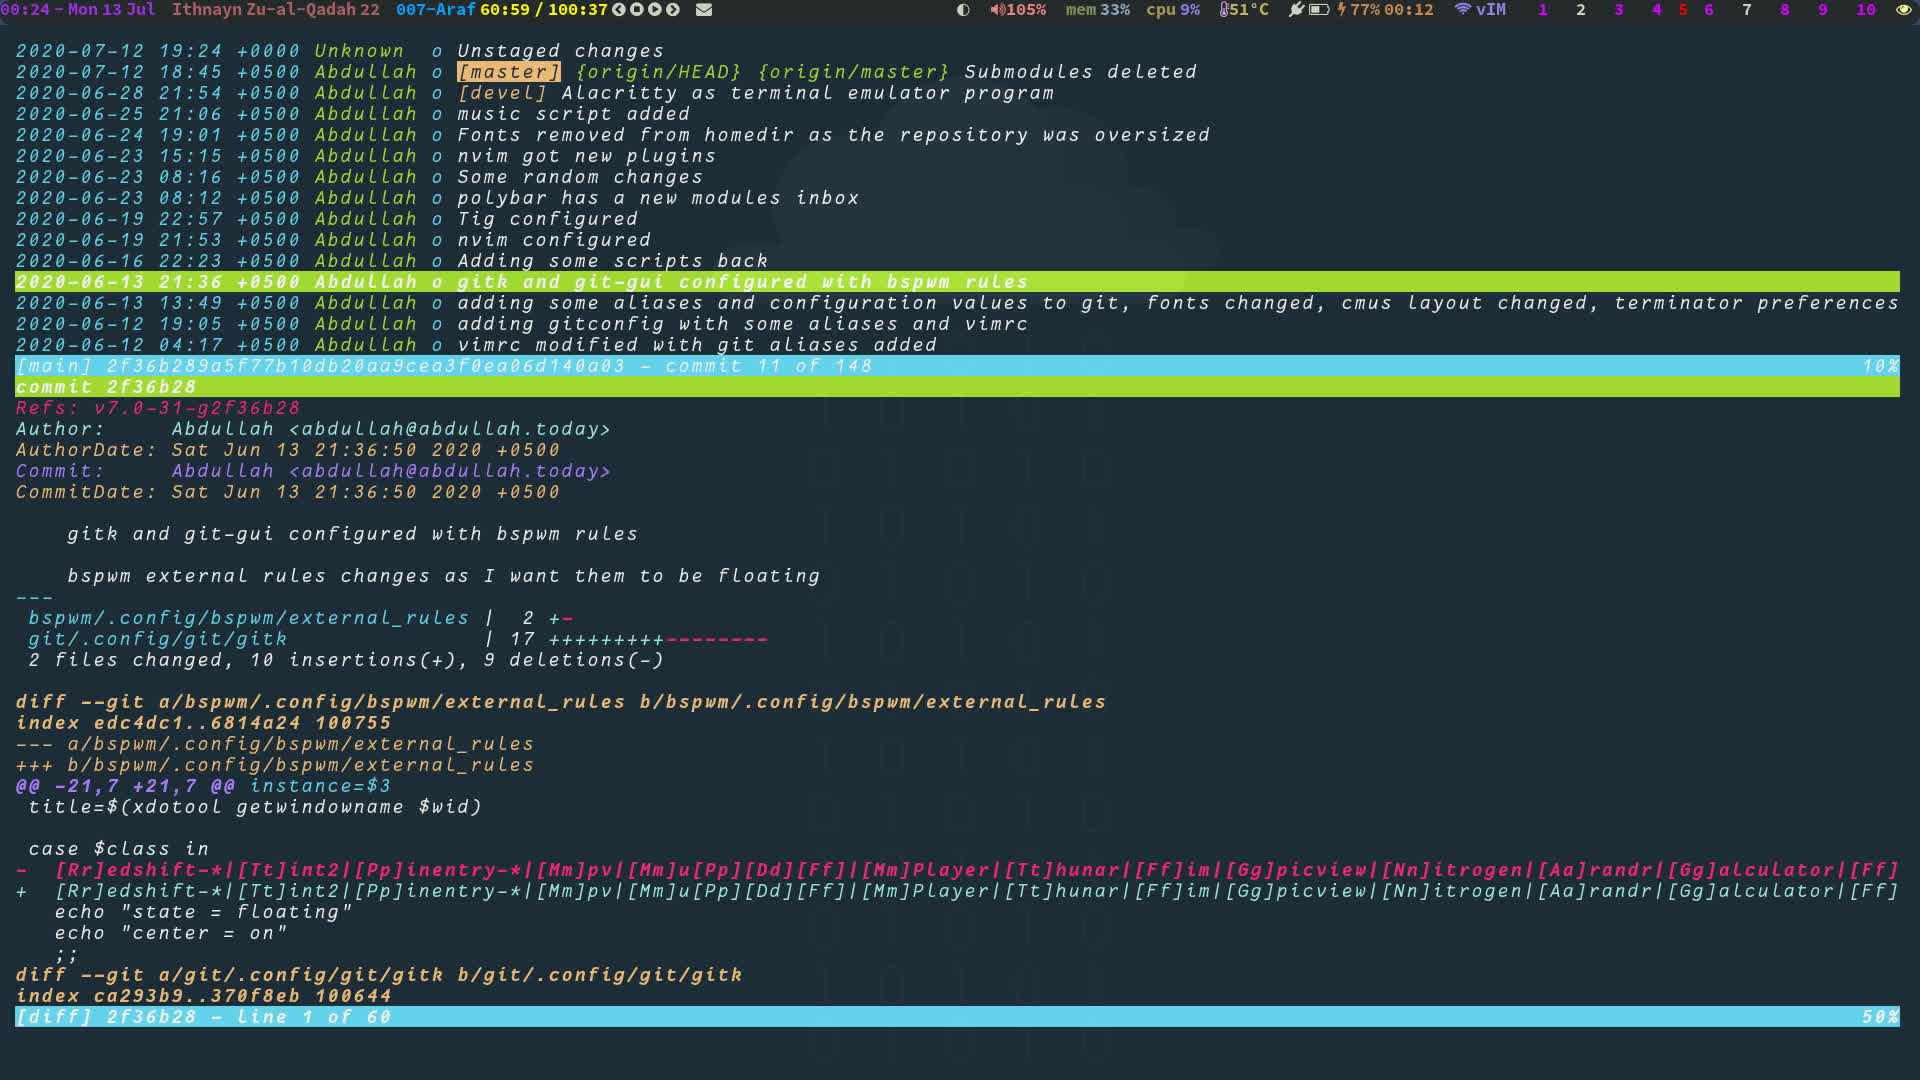 00:24 - Mon 13 Jul Ithnayn Zu-al-Qadah 22 007-Araf 60:59 / 100:37 105% mem 33% cpu 9% 51°C 77% 00:12 vIM 1 2 3 4 5 6 7 8 9 10
2020-07-12 19:24 +0000 Unknown o Unstaged changes
2020-07-12 18:45 +0500 Abdullah o [master] {origin/HEAD} {origin/master} Submodules deleted
2020-06-28 21:54 +0500 Abdullah o [devel] Alacritty as terminal emulator program
2020-06-25 21:06 +0500 Abdullah o music script added
2020-06-24 19:01 +0500 Abdullah o Fonts removed from homedir as the repository was oversized
2020-06-23 15:15 +0500 Abdullah o nvim got new plugins
2020-06-23 08:16 +0500 Abdullah o Some random changes
2020-06-23 08:12 +0500 Abdullah o polybar has a new modules inbox
2020-06-19 22:57 +0500 Abdullah o Tig configured
2020-06-19 21:53 +0500 Abdullah o nvim configured
2020-06-16 22:23 +0500 Abdullah o Adding some scripts back
2020-06-13 21:36 +0500 Abdullah o gitk and git-gui configured with bspwm rules
2020-06-13 13:49 +0500 Abdullah o adding some aliases and configuration values to git, fonts changed, cmus layout changed, terminator preferences
2020-06-12 19:05 +0500 Abdullah o adding gitconfig with some aliases and vimrc
2020-06-12 04:17 +0500 Abdullah o vimrc modified with git aliases added
[main] 2f36b289a5f77b10db20aa9cea3f0ea06d140a03 - commit 11 of 148 10%
commit 2f36b28
Refs: v7.0-31-g2f36b28
Author:     Abdullah <abdullah@abdullah.today>
AuthorDate: Sat Jun 13 21:36:50 2020 +0500
Commit:     Abdullah <abdullah@abdullah.today>
CommitDate: Sat Jun 13 21:36:50 2020 +0500
gitk and git-gui configured with bspwm rules
bspwm external rules changes as I want them to be floating
---
bspwm/.config/bspwm/external_rules |  2 +-
git/.config/git/gitk               | 17 +++++++++--------
2 files changed, 10 insertions(+), 9 deletions(-)
diff --git a/bspwm/.config/bspwm/external_rules b/bspwm/.config/bspwm/external_rules
index edc4dc1..6814a24 100755
--- a/bspwm/.config/bspwm/external_rules
+++ b/bspwm/.config/bspwm/external_rules
@@ -21,7 +21,7 @@ instance=$3
title=$(xdotool getwindowname $wid)
case $class in
-  [Rr]edshift-*|[Tt]int2|[Pp]inentry-*|[Mm]pv|[Mm]u[Pp][Dd][Ff]|[Mm]Player|[Tt]hunar|[Ff]im|[Gg]picview|[Nn]itrogen|[Aa]randr|[Gg]alculator|[Ff]
+  [Rr]edshift-*|[Tt]int2|[Pp]inentry-*|[Mm]pv|[Mm]u[Pp][Dd][Ff]|[Mm]Player|[Tt]hunar|[Ff]im|[Gg]picview|[Nn]itrogen|[Aa]randr|[Gg]alculator|[Ff]
echo "state = floating"
echo "center = on"
;;
diff --git a/git/.config/git/gitk b/git/.config/git/gitk
index ca293b9..370f8eb 100644
[diff] 2f36b28 - line 1 of 60 50%